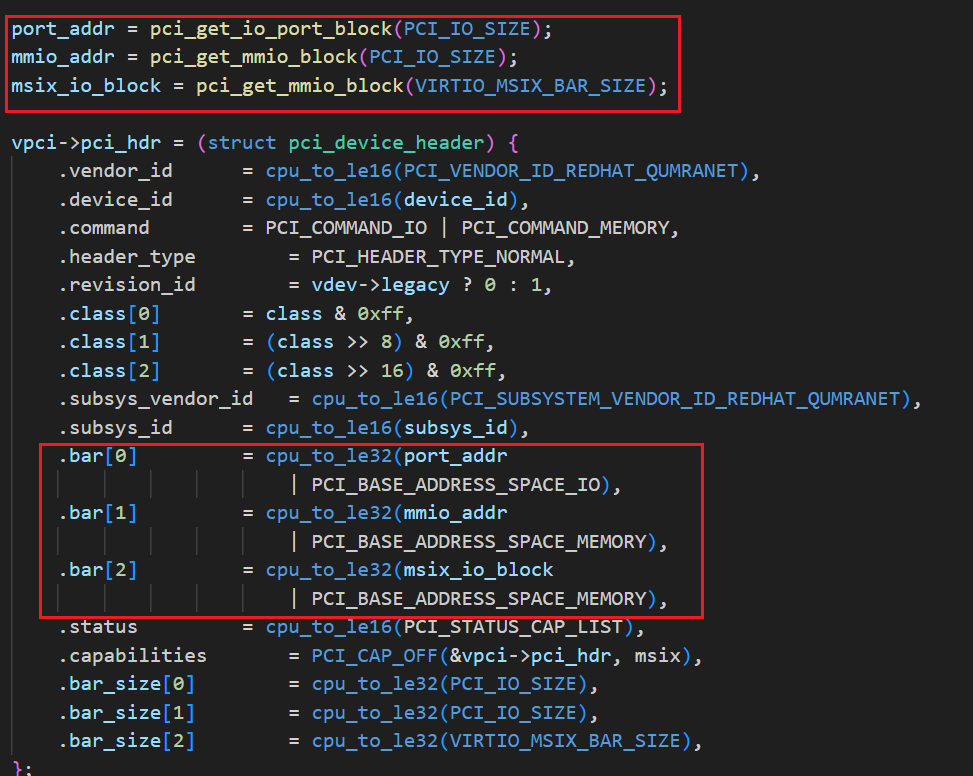 port_addr = pci_get_io_port_block(PCI_IO_SIZE);
mmio_addr = pci_get_mmio_block(PCI_IO_SIZE);
msix_io_block = pci_get_mmio_block(VIRTIO_MSIX_BAR_SIZE);
vpci->pci_hdr = (struct pci_device_header) {
.vendor_id = cpu_to_le16(PCI_VENDOR_ID_REDHAT_QUMRANET),
.device_id = cpu_to_le16(device_id),
.command = PCI_COMMAND_IO | PCI_COMMAND_MEMORY,
.header_type = PCI_HEADER_TYPE_NORMAL,
.revision_id = vdev->legacy ? 0 : 1,
.class[0] = class & 0xff,
.class[1] = (class >> 8) & 0xff,
.class[2] = (class >> 16) & 0xff,
.subsys_vendor_id = cpu_to_le16(PCI_SUBSYSTEM_VENDOR_ID_REDHAT_QUMRANET),
.subsys_id = cpu_to_le16(subsys_id),
.bar[0] = cpu_to_le32(port_addr
| PCI_BASE_ADDRESS_SPACE_IO),
.bar[1] = cpu_to_le32(mmio_addr
| PCI_BASE_ADDRESS_SPACE_MEMORY),
.bar[2] = cpu_to_le32(msix_io_block
| PCI_BASE_ADDRESS_SPACE_MEMORY),
.status = cpu_to_le16(PCI_STATUS_CAP_LIST),
.capabilities = PCI_CAP_OFF(&vpci->pci_hdr, msix),
.bar_size[0] = cpu_to_le32(PCI_IO_SIZE),
.bar_size[1] = cpu_to_le32(PCI_IO_SIZE),
.bar_size[2] = cpu_to_le32(VIRTIO_MSIX_BAR_SIZE),
};